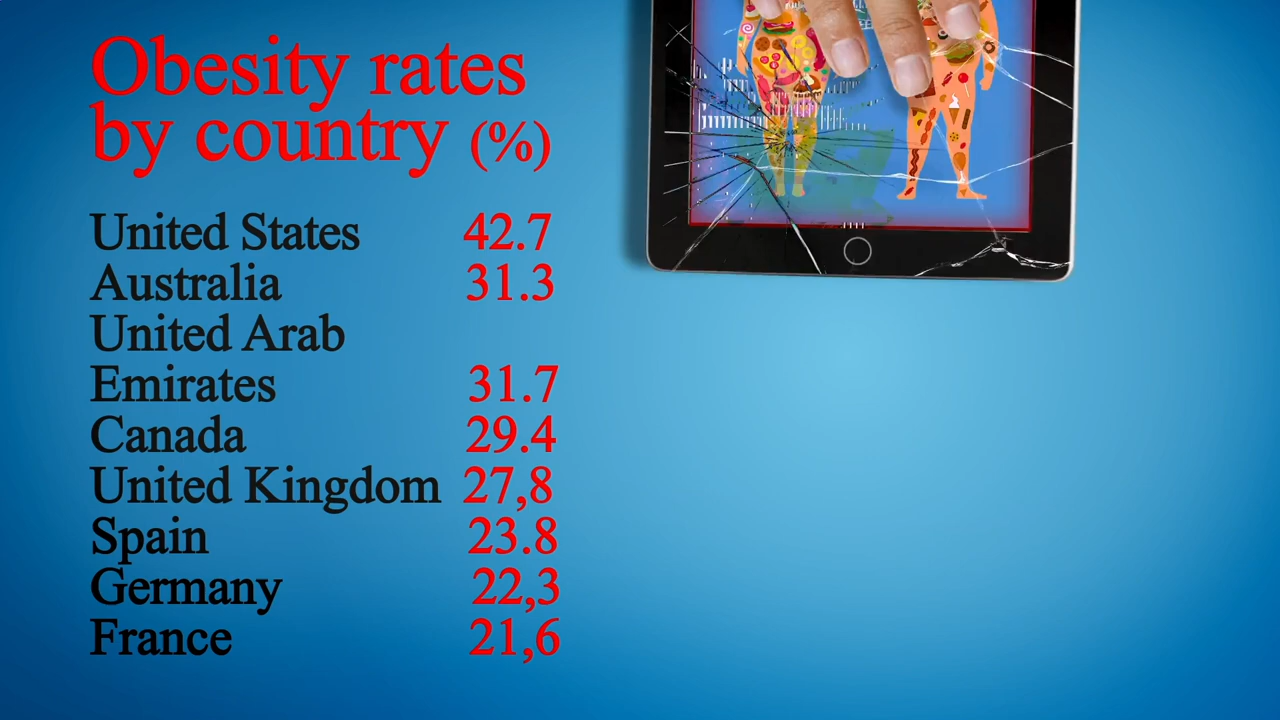 Obesity rates
by country (%)
United States 42.7
Australia 31.3
United Arab
Emirates 31.7
Canada 29.4
United Kingdom 27,8
Spain 23.8
Germany 22,3
France 21,6